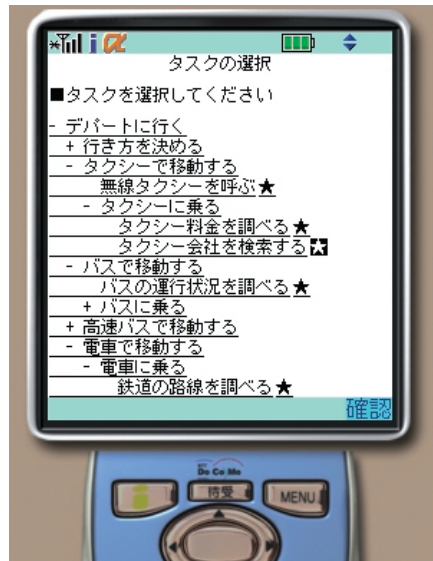 i α
タスクの選択
■タスクを選択してください
- デパートに行く
+ 行き方を決める
- タクシーで移動する
無線タクシーを呼ぶ★
- タクシーに乗る
タクシー料金を調べる★
タクシー会社を検索する★
- バスで移動する
バスの運行状況を調べる★
+ バスに乗る
+ 高速バスで移動する
- 電車で移動する
- 電車に乗る
鉄道の路線を調べる★
確認
NTT
DoCoMo
i
待受
MENU